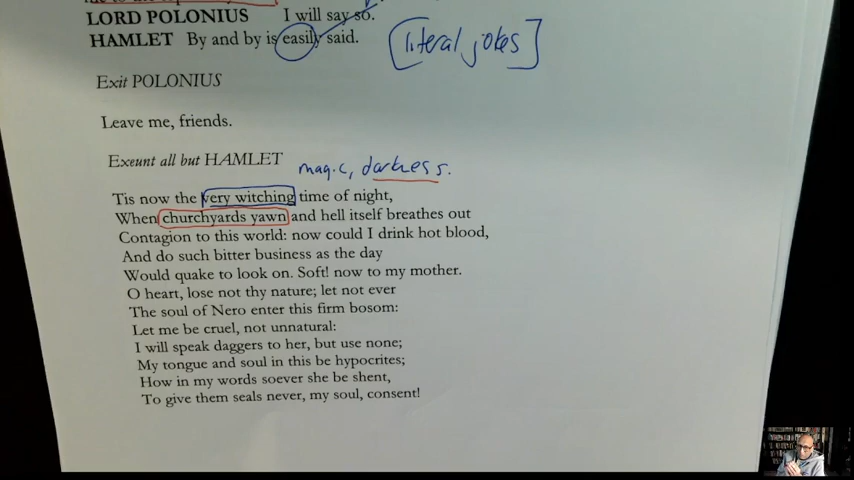 LORD POLONIUS I will say so.
HAMLET By and by is easily said.
[literal jokes]
Exit POLONIUS
Leave me, friends.
Exeunt all but HAMLET
magic, darkness.
Tis now the very witching time of night,
When churchyards yawn and hell itself breathes out
Contagion to this world: now could I drink hot blood,
And do such bitter business as the day
Would quake to look on. Soft! now to my mother.
O heart, lose not thy nature; let not ever
The soul of Nero enter this firm bosom:
Let me be cruel, not unnatural:
I will speak daggers to her, but use none;
My tongue and soul in this be hypocrites;
How in my words soever she be shent,
To give them seals never, my soul, consent!